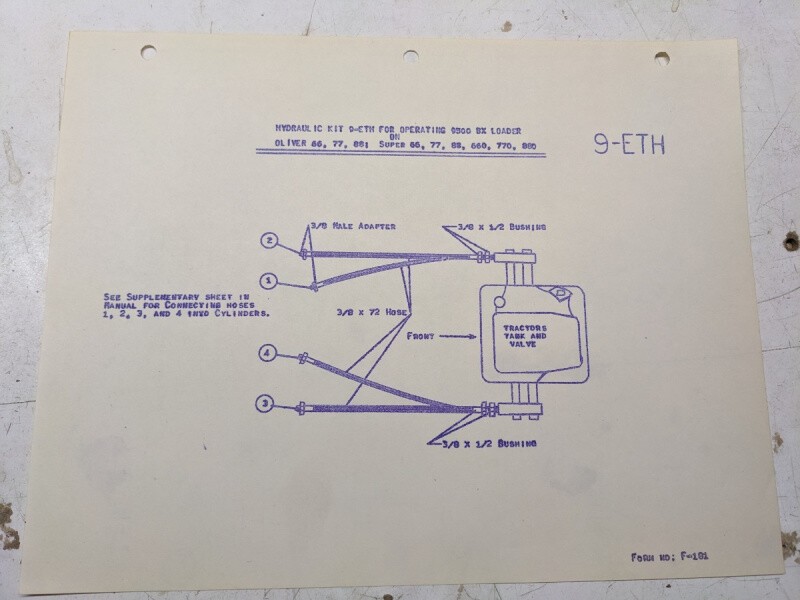 HYDRAULIC KIT 9-ETH FOR OPERATING 9500 BX LOADER
ON
OLIVER 66, 77, 88; SUPER 66, 77, 88, 660, 770, 880
9-ETH
3/8 MALE ADAPTER
3/8 X 1/2 BUSHING
2
1
SEE SUPPLEMENTARY SHEET IN
MANUAL FOR CONNECTING HOSES
1, 2, 3, AND 4 INTO CYLINDERS.
3/8 X 72 HOSE
FRONT
TRACTORS
TANK AND
VALVE
4
3
3/8 X 1/2 BUSHING
FORM NO: F-181